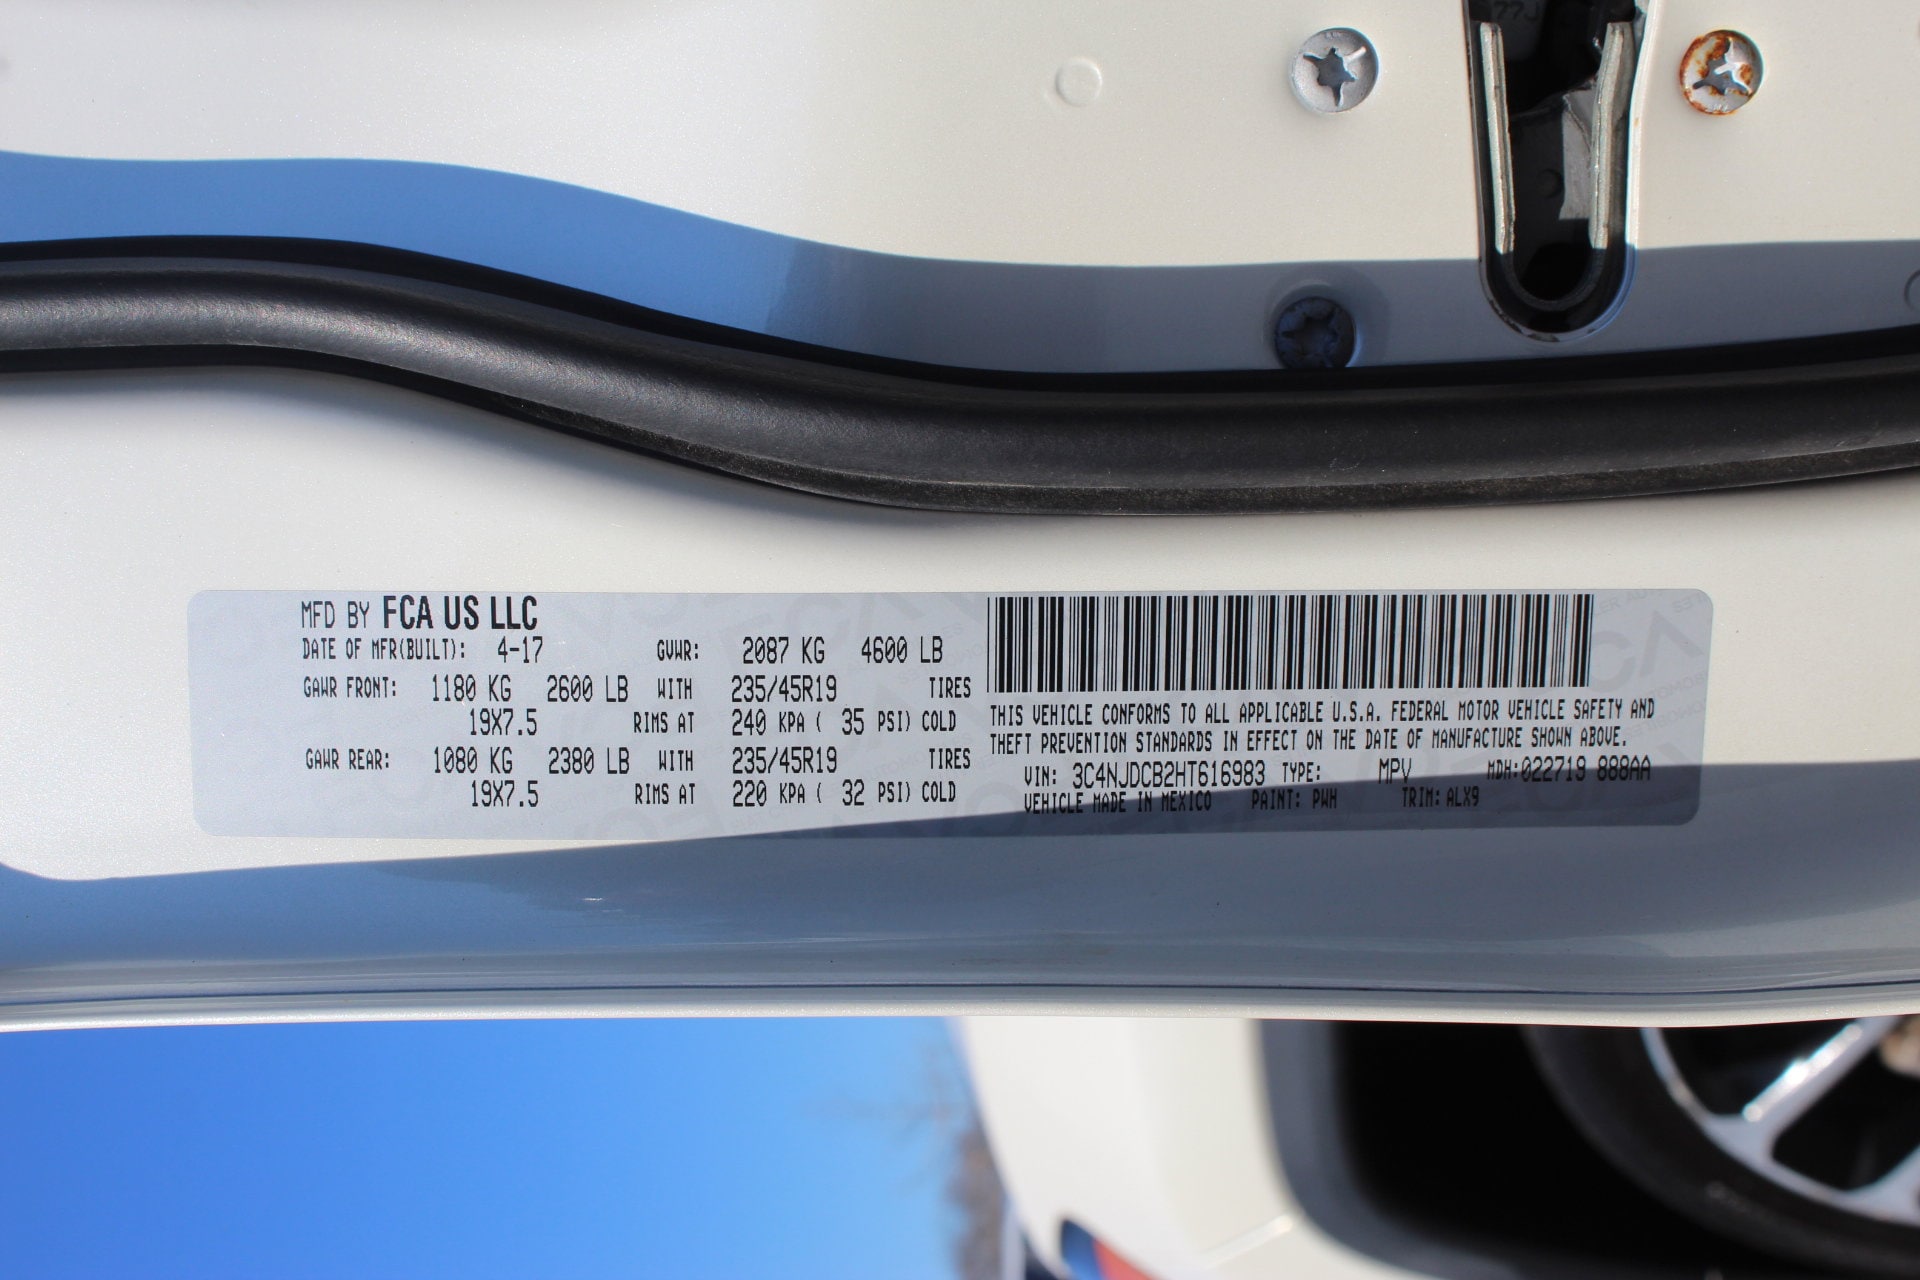 MFD BY FCA US LLC
DATE OF MFR(BUILT): 4-17 GVWR: 2087 KG 4600 LB
GAWR FRONT: 1180 KG 2600 LB WITH 235/45R19 TIRES
19X7.5 RIMS AT 240 KPA ( 35 PSI) COLD
GAWR REAR: 1080 KG 2380 LB WITH 235/45R19 TIRES
19X7.5 RIMS AT 220 KPA ( 32 PSI) COLD
THIS VEHICLE CONFORMS TO ALL APPLICABLE U.S.A. FEDERAL MOTOR VEHICLE SAFETY AND
THEFT PREVENTION STANDARDS IN EFFECT ON THE DATE OF MANUFACTURE SHOWN ABOVE.
VIN: 3C4NJDCB2HT616983 TYPE: MPV MDH:022719 888AA
VEHICLE MADE IN MEXICO PAINT: PWH TRIM: ALX9